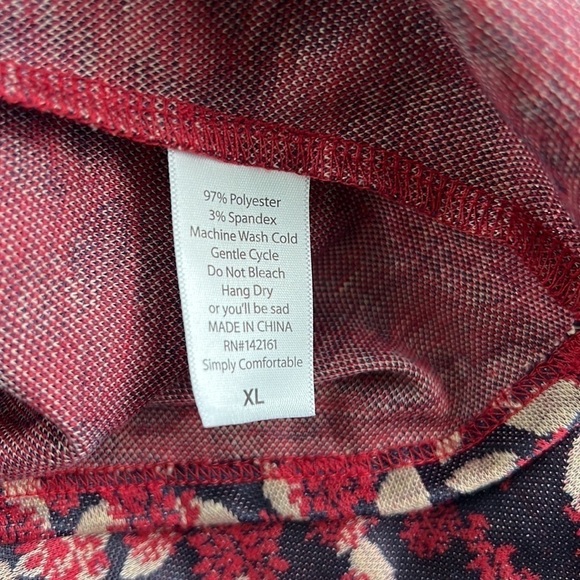 97% Polyester
3% Spandex
Machine Wash Cold
Gentle Cycle
Do Not Bleach
Hang Dry
or you'll be sad
MADE IN CHINA
RN#142161
Simply Comfortable
XL